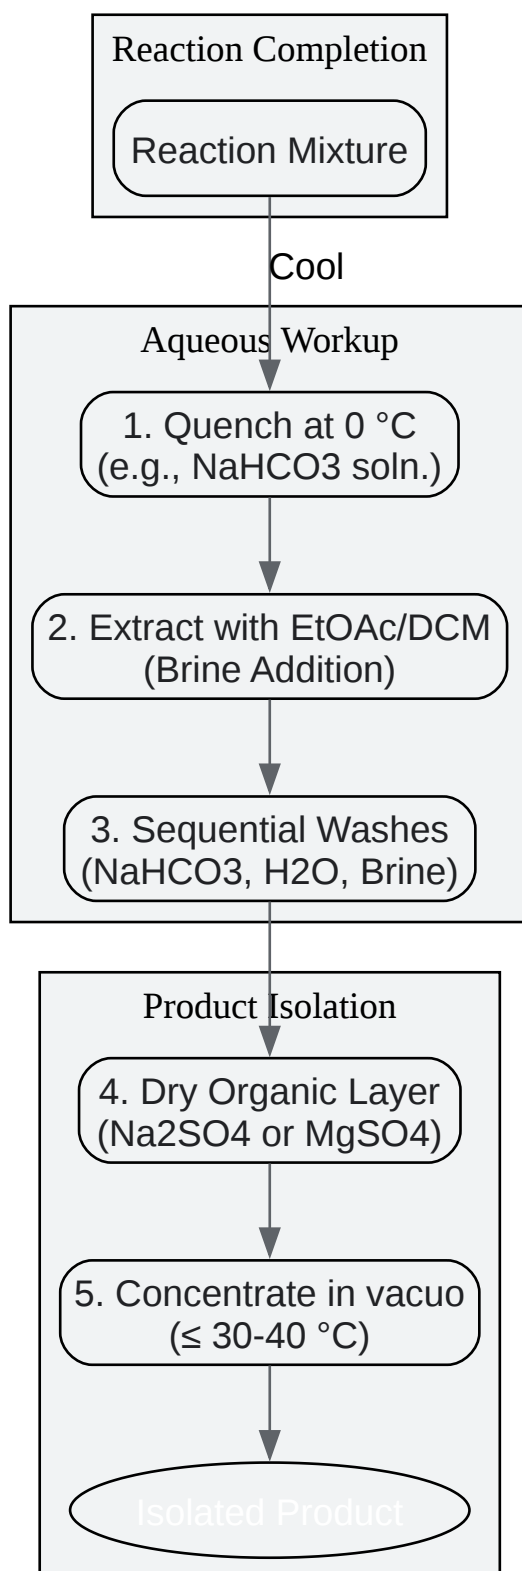 Reaction Completion
Reaction Mixture
Cool
Aqueous Workup
1. Quench at 0 °C
(e.g., NaHCO3 soln.)
2. Extract with EtOAc/DCM
(Brine Addition)
3. Sequential Washes
(NaHCO3, H2O, Brine)
Product Isolation
4. Dry Organic Layer
(Na2SO4 or MgSO4)
5. Concentrate in vacuo
(≤ 30-40 °C)
Isolated Product